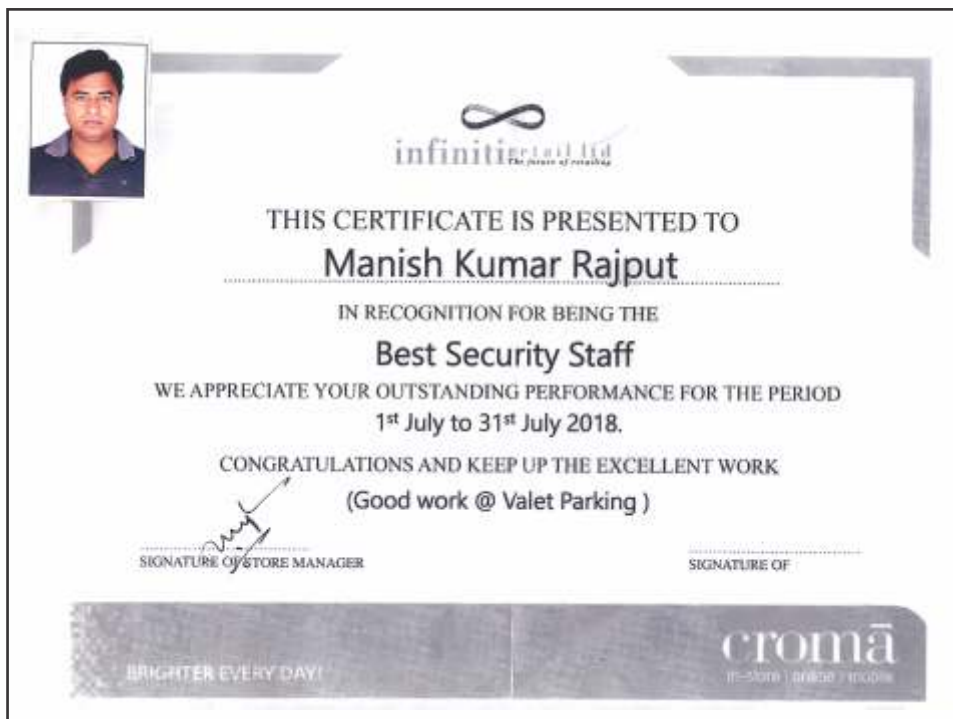 infiniti retail ltd
The future of retailing
THIS CERTIFICATE IS PRESENTED TO
Manish Kumar Rajput
IN RECOGNITION FOR BEING THE
Best Security Staff
WE APPRECIATE YOUR OUTSTANDING PERFORMANCE FOR THE PERIOD
1st July to 31st July 2018.
CONGRATULATIONS AND KEEP UP THE EXCELLENT WORK
(Good work @ Valet Parking )
SIGNATURE OF STORE MANAGER
SIGNATURE OF
BRIGHTER EVERY DAY!
cromā
in-store | online | mobile